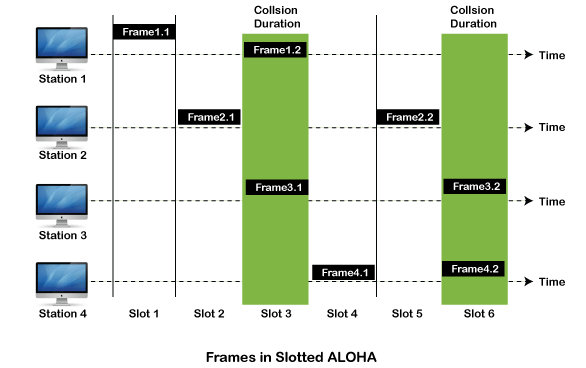 Collsion Duration
Collision Duration
Frame1.1
Frame1.2
Time
Station 1
Frame2.1
Frame2.2
Time
Station 2
Frame3.1
Frame3.2
Time
Station 3
Frame4.1
Frame4.2
Time
Station 4
Slot 1
Slot 2
Slot 3
Slot 4
Slot 5
Slot 6
Frames in Slotted ALOHA